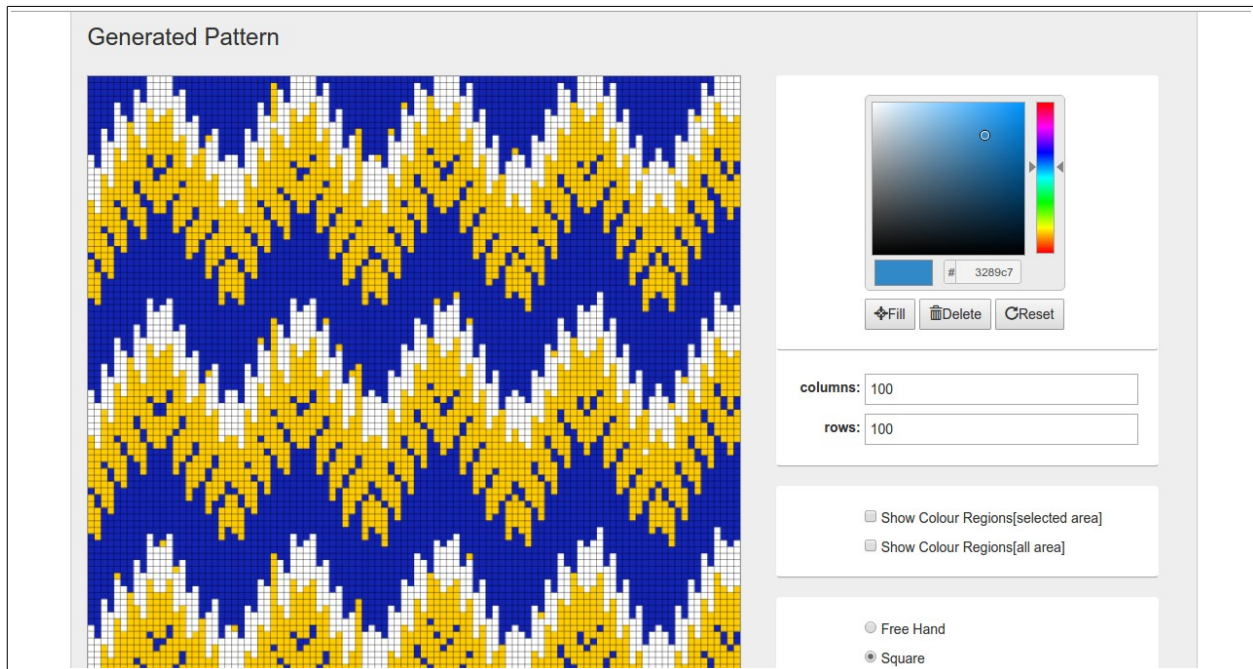 Generated Pattern
# 3289c7
Fill Delete Reset
columns: 100
rows: 100
Show Colour Regions[selected area]
Show Colour Regions[all area]
Free Hand
Square